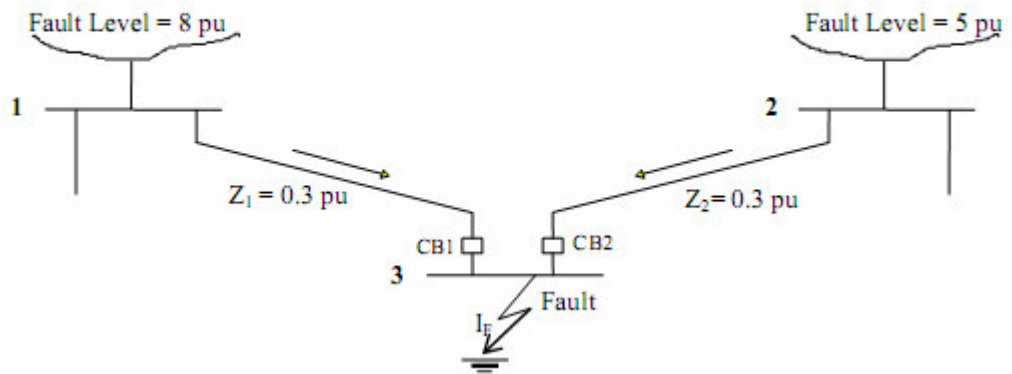 Fault Level = 8 pu
Fault Level = 5 pu
1
2
Z1 = 0.3 pu
Z2= 0.3 pu
CB1
CB2
3
Fault
IF